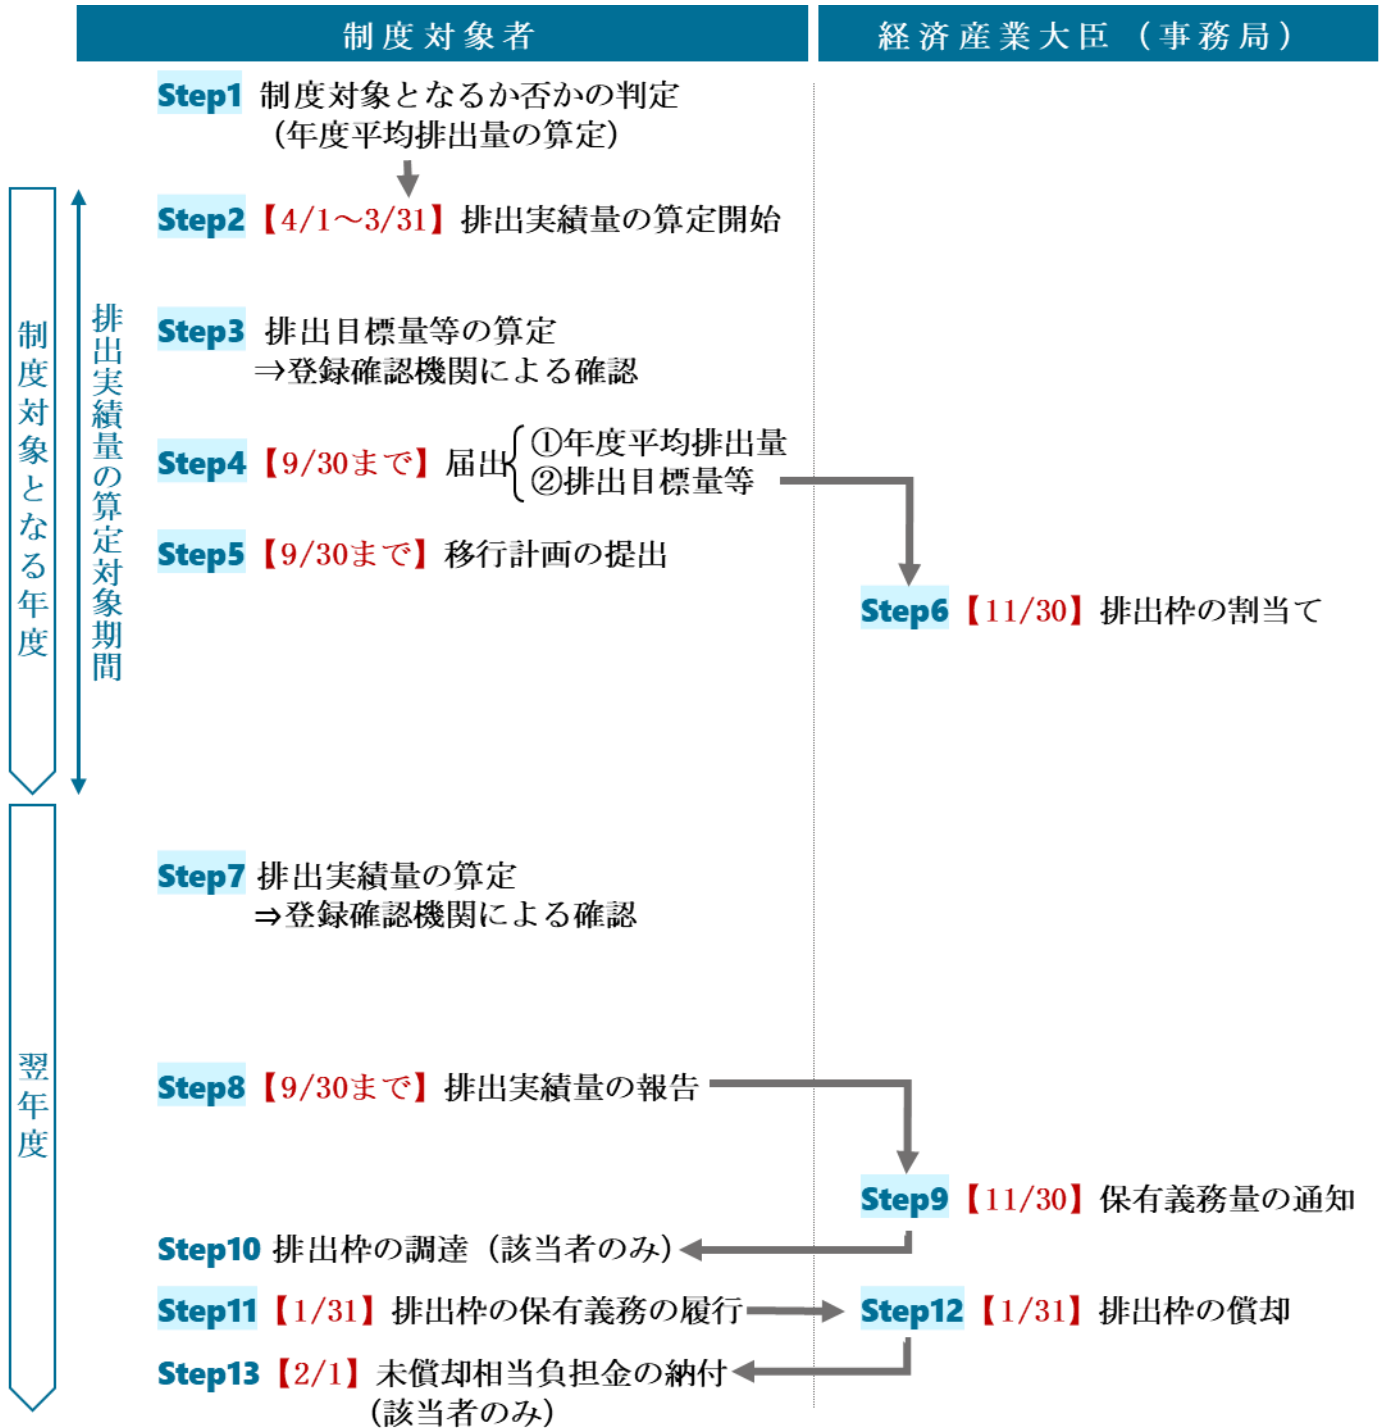 制度対象者
経済産業大臣（事務局）
Step1 制度対象となるか否かの判定
（年度平均排出量の算定）
Step2 【4/1～3/31】排出実績量の算定開始
Step3 排出目標量等の算定
⇒登録確認機関による確認
Step4 【9/30まで】届出
①年度平均排出量
②排出目標量等
Step5 【9/30まで】移行計画の提出
Step6 【11/30】排出枠の割当て
制度対象となる年度
排出実績量の算定対象期間
Step7 排出実績量の算定
⇒登録確認機関による確認
Step8 【9/30まで】排出実績量の報告
Step9 【11/30】保有義務量の通知
Step10 排出枠の調達（該当者のみ）
Step11 【1/31】排出枠の保有義務の履行
Step12 【1/31】排出枠の償却
Step13 【2/1】未償却相当負担金の納付
（該当者のみ）
翌年度